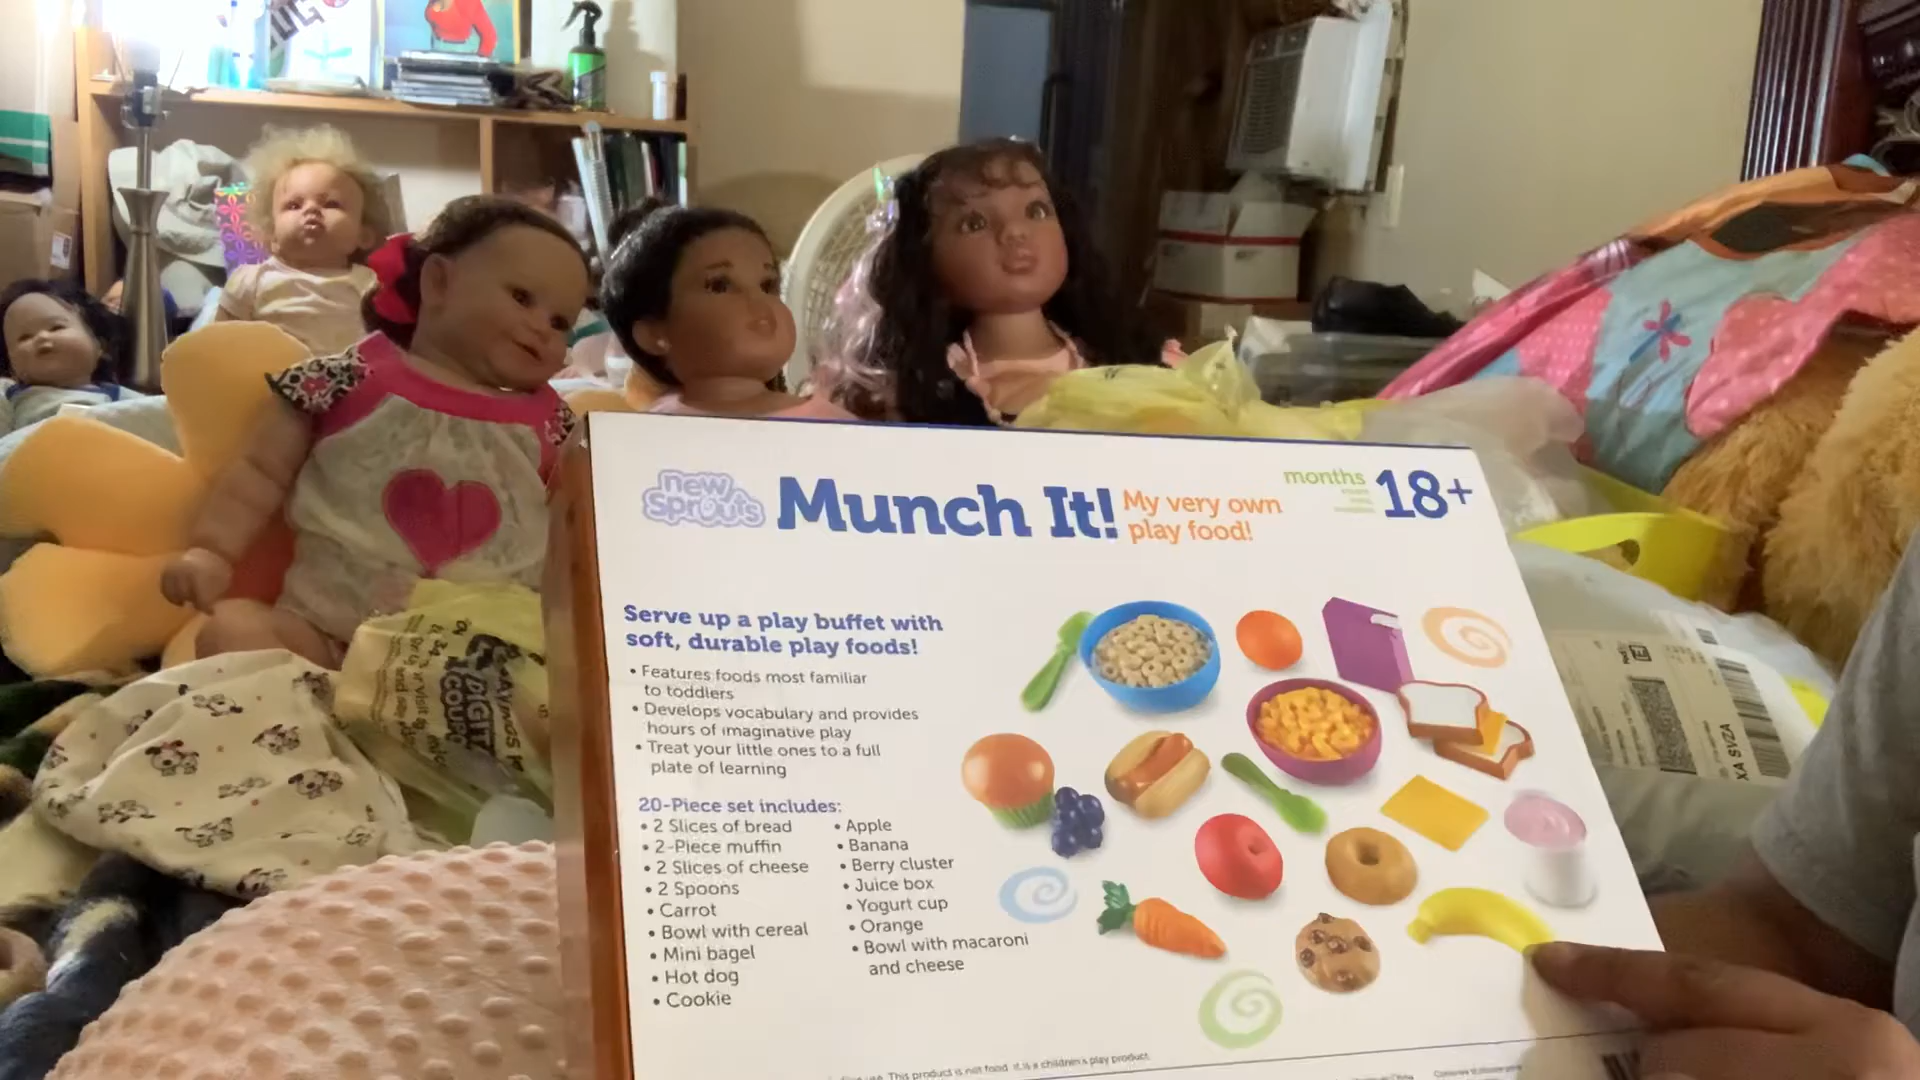 new
sprouts
Munch It!
My very own
play food!
months
18+
Serve up a play buffet with
soft, durable play foods!
• Features foods most familiar
to toddlers
• Develops vocabulary and provides
hours of imaginative play
• Treat your little ones to a full
plate of learning
20-Piece set includes:
• 2 Slices of bread
• 2-Piece muffin
• 2 Slices of cheese
• 2 Spoons
• Carrot
• Bowl with cereal
• Mini bagel
• Hot dog
• Cookie
• Apple
• Banana
• Berry cluster
• Juice box
• Yogurt cup
• Orange
• Bowl with macaroni
and cheese
This product is not food. It is a children's play product.
XA SVZA